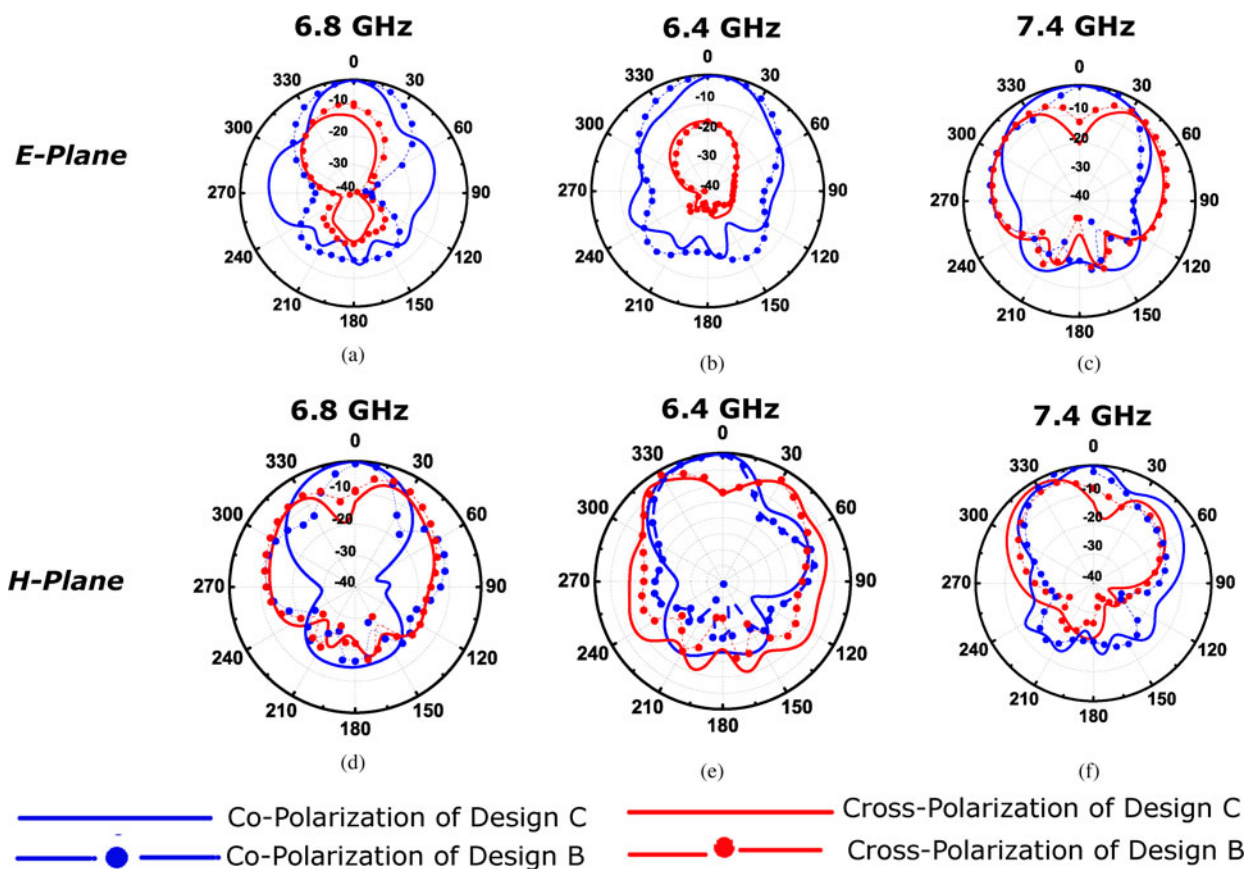 6.8 GHz 6.4 GHz 7.4 GHz
0 0 0
330 30 330 30 330 30
-10 -10 -10
300 60 300 60 300 60
-20 -20 -20
E-Plane
-30 -30 -30
-40 -40 -40
270 90 270 90 270 90
240 120 240 120 240 120
210 150 210 150 210 150
180 180 180
(a) (b) (c)
6.8 GHz 6.4 GHz 7.4 GHz
0 0 0
330 30 330 30 330 30
-10 -10
300 60 300 60 300 60
-20 -20
-30 -30
H-Plane
-40 -40
270 90 270 90 270 90
240 120 240 120 240 120
210 150 210 150 210 150
180 180 180
(d) (e) (f)
Co-Polarization of Design C Cross-Polarization of Design C
Co-Polarization of Design B Cross-Polarization of Design B